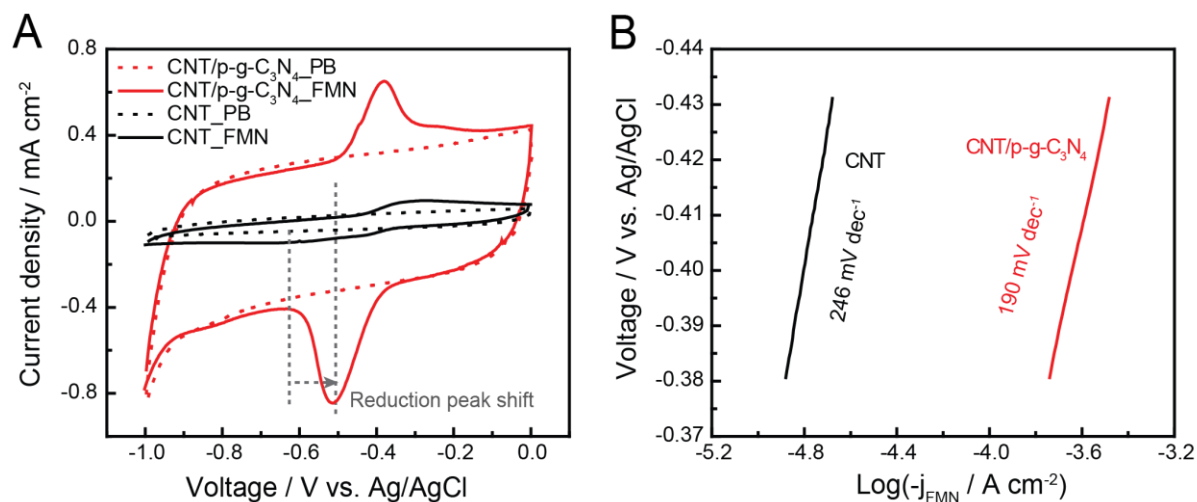 A
0.8
0.4
0.0
-0.4
-0.8
Current density / mA cm⁻²
CNT/p-g-C₃N₄_PB
CNT/p-g-C₃N₄_FMN
CNT_PB
CNT_FMN
Reduction peak shift
-1.0 -0.8 -0.6 -0.4 -0.2 0.0
Voltage / V vs. Ag/AgCl
B
-0.44
-0.43
-0.42
-0.41
-0.40
-0.39
-0.38
-0.37
Voltage / V vs. Ag/AgCl
CNT
246 mV dec⁻¹
CNT/p-g-C₃N₄
190 mV dec⁻¹
-5.2 -4.8 -4.4 -4.0 -3.6 -3.2
Log(-j_FMN / A cm⁻²)